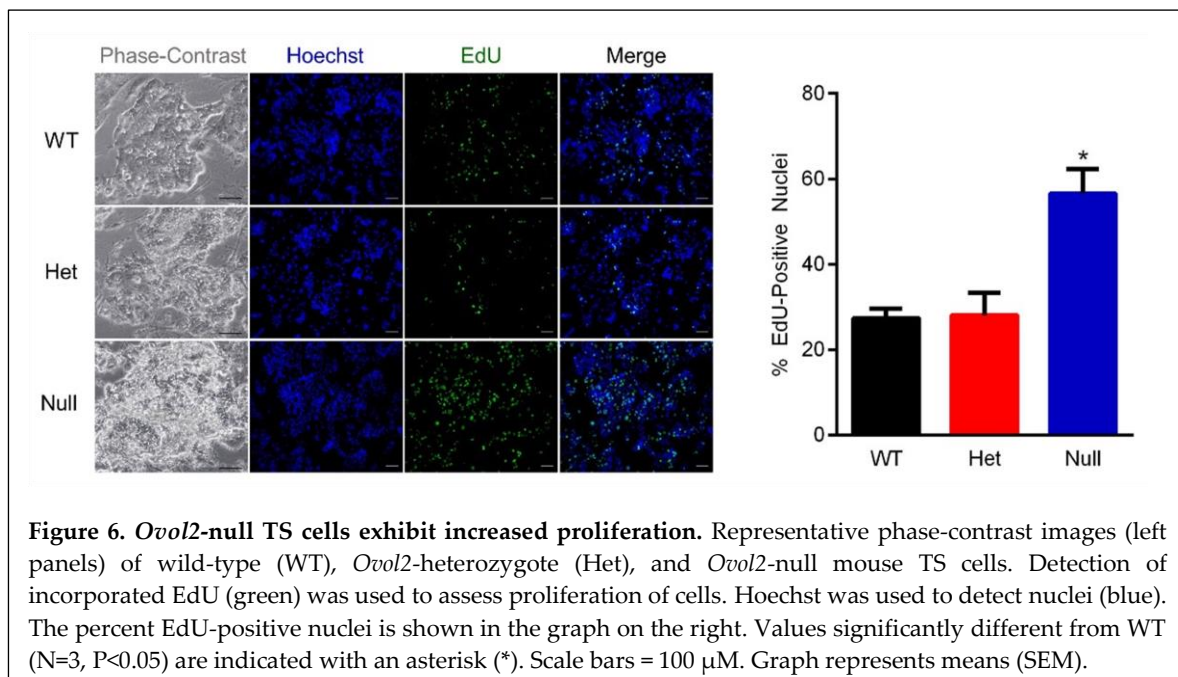 Phase-Contrast Hoechst EdU Merge
WT
Het
Null
% EdU-Positive Nuclei
80
60
40
20
0
*
WT Het Null
Figure 6. Ovol2-null TS cells exhibit increased proliferation. Representative phase-contrast images (left
panels) of wild-type (WT), Ovol2-heterozygote (Het), and Ovol2-null mouse TS cells. Detection of
incorporated EdU (green) was used to assess proliferation of cells. Hoechst was used to detect nuclei (blue).
The percent EdU-positive nuclei is shown in the graph on the right. Values significantly different from WT
(N=3, P<0.05) are indicated with an asterisk (*). Scale bars = 100 µM. Graph represents means (SEM).